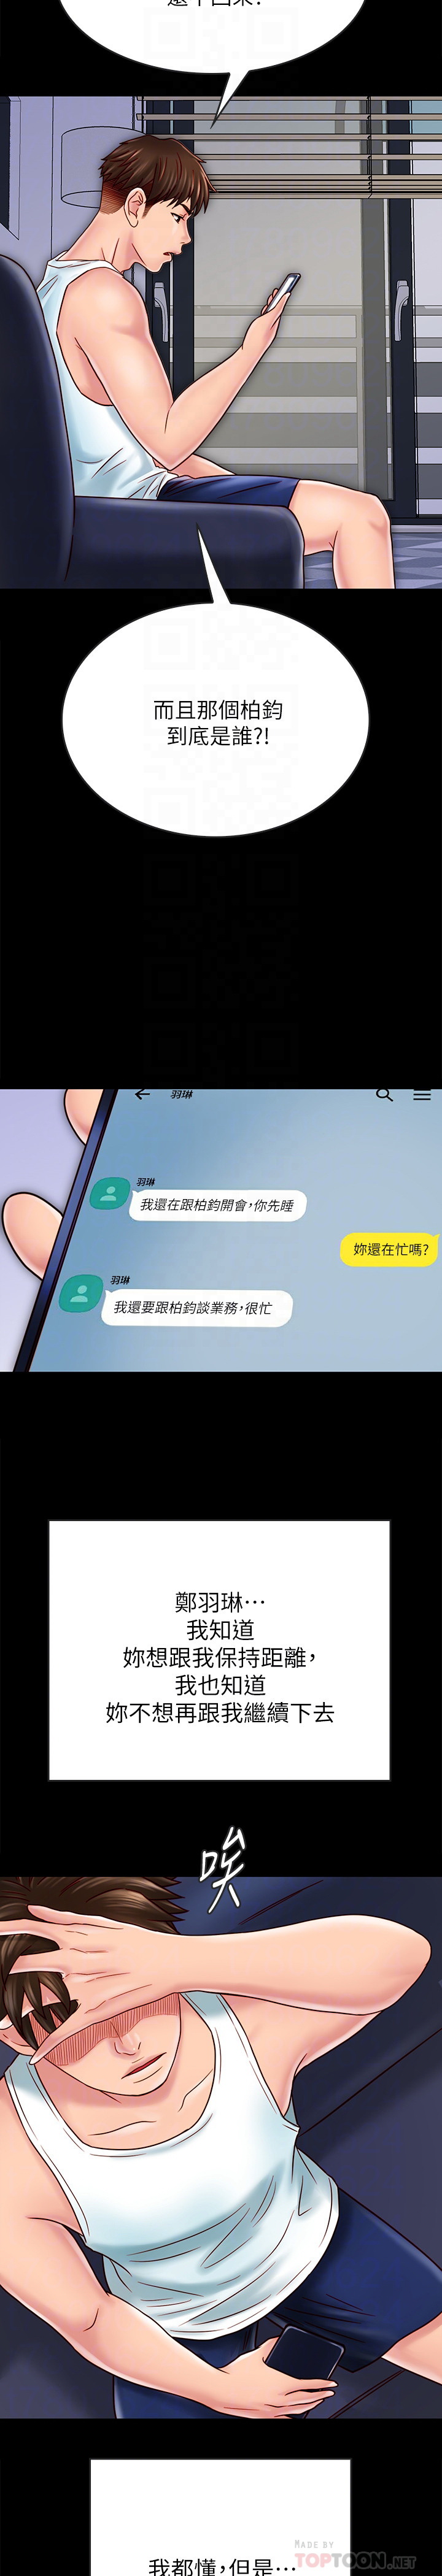 還不回來?
而且那個柏鈞
到底是誰?!
羽琳
羽琳
我還在跟柏鈞開會,你先睡
妳還在忙嗎?
羽琳
我還要跟柏鈞談業務,很忙
鄭羽琳⋯
我知道
妳想跟我保持距離,
我也知道
妳不想再跟我繼續下去
唉
我都懂,但是⋯
MADE BY
TOPTOON.NET